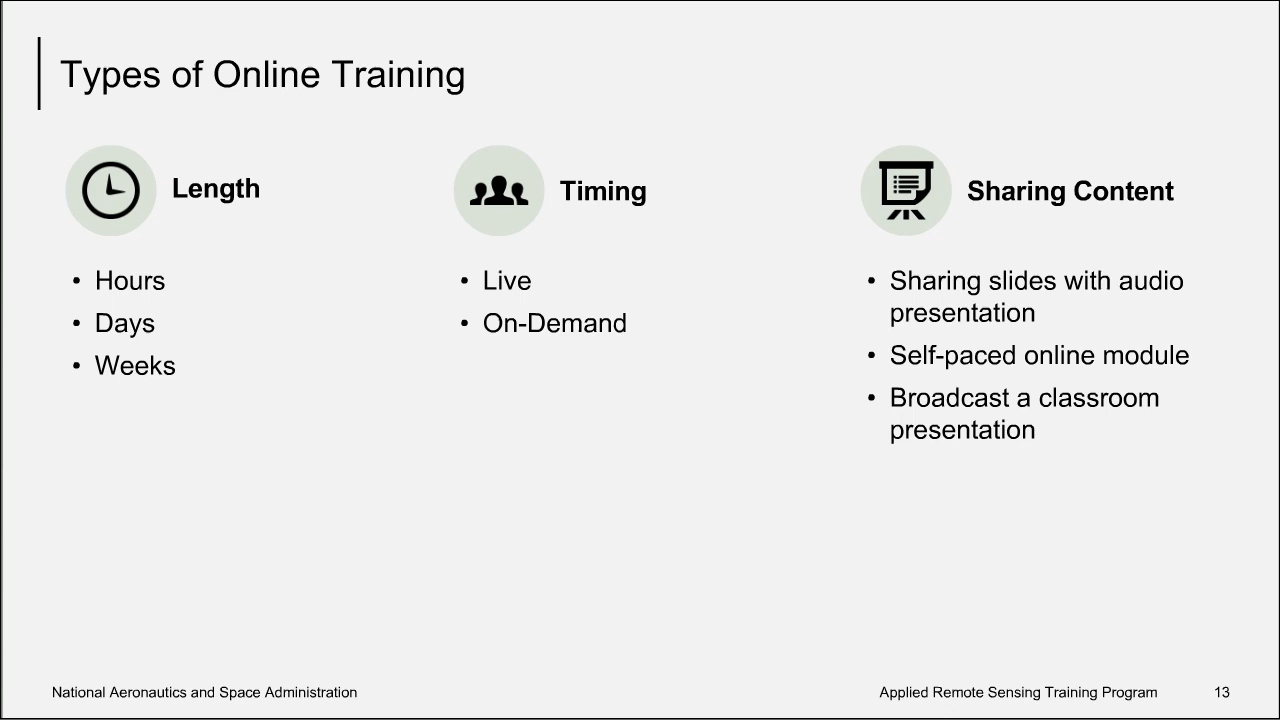 Types of Online Training
Length
• Hours
• Days
• Weeks
Timing
• Live
• On-Demand
Sharing Content
• Sharing slides with audio
presentation
• Self-paced online module
• Broadcast a classroom
presentation
National Aeronautics and Space Administration
Applied Remote Sensing Training Program
13